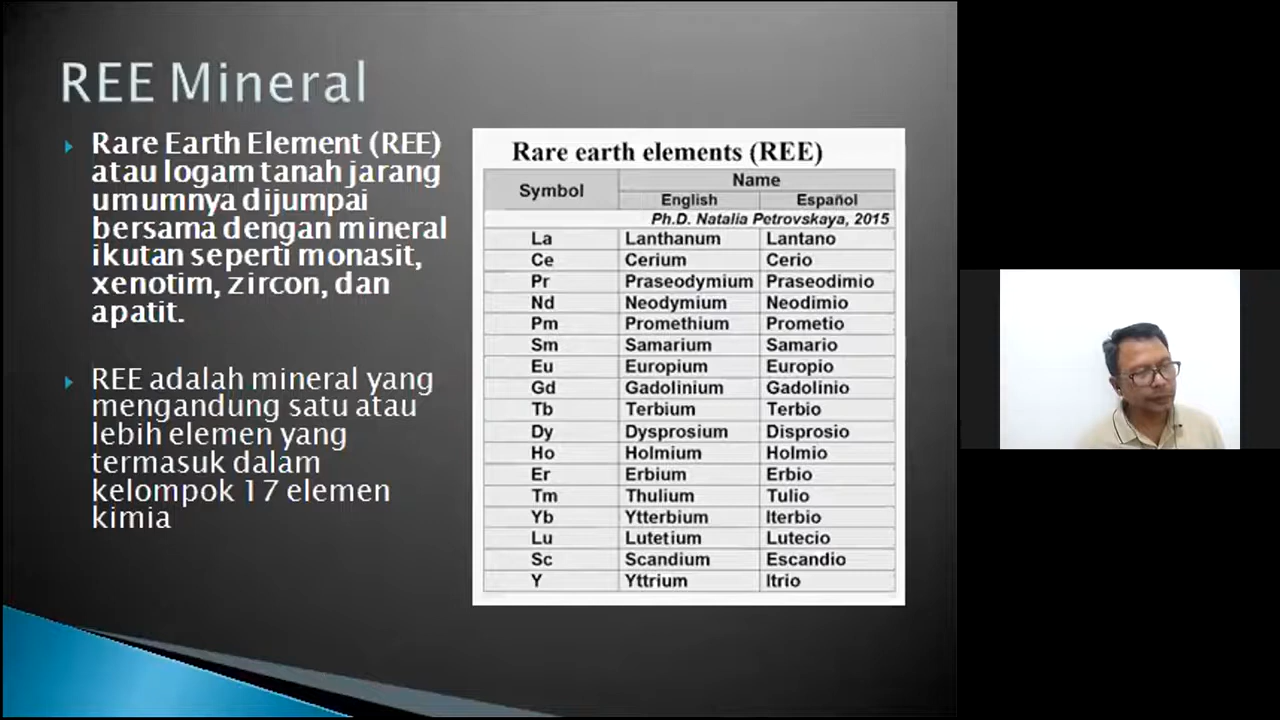 REE Mineral
Rare Earth Element (REE)
atau logam tanah jarang
umumnya dijumpai
bersama dengan mineral
ikutan seperti monasit,
xenotim, zircon, dan
apatit.
REE adalah mineral yang
mengandung satu atau
lebih elemen yang
termasuk dalam
kelompok 17 elemen
kimia
Rare earth elements (REE)
Symbol Name
English Español
Ph.D. Natalia Petrovskaya, 2015
La Lanthanum Lantano
Ce Cerium Cerio
Pr Praseodymium Praseodimio
Nd Neodymium Neodimio
Pm Promethium Prometio
Sm Samarium Samario
Eu Europium Europio
Gd Gadolinium Gadolinio
Tb Terbium Terbio
Dy Dysprosium Disprosio
Ho Holmium Holmio
Er Erbium Erbio
Tm Thulium Tulio
Yb Ytterbium Iterbio
Lu Lutetium Lutecio
Sc Scandium Escandio
Y Yttrium Itrio